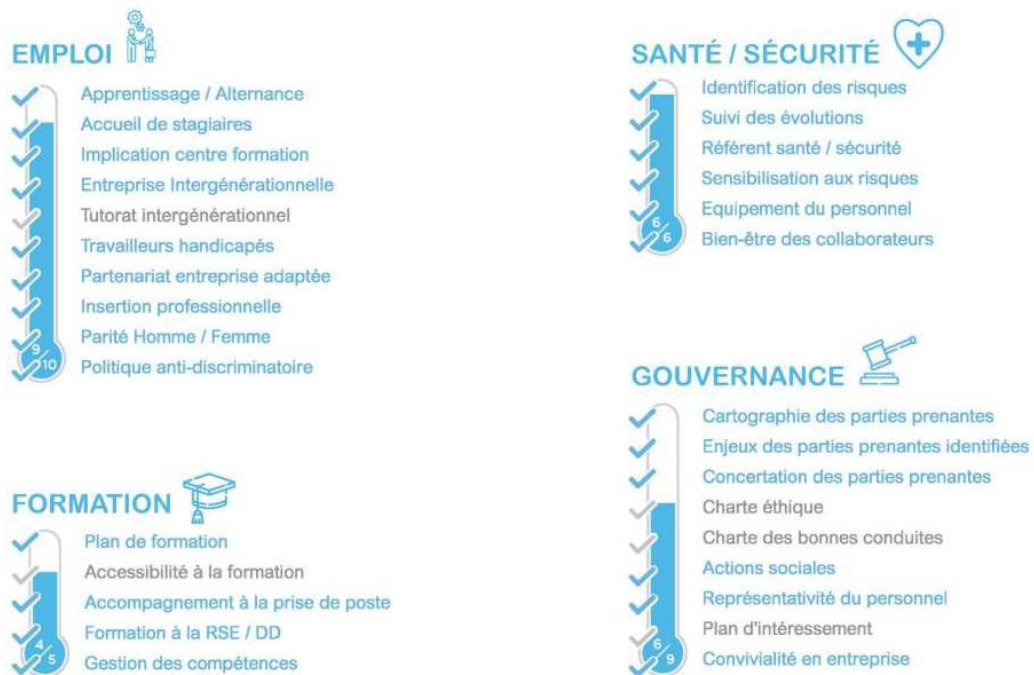 EMPLOI
Apprentissage / Alternance
Accueil de stagiaires
Implication centre formation
Entreprise Intergénérationnelle
Tutorat intergénérationnel
Travailleurs handicapés
Partenariat entreprise adaptée
Insertion professionnelle
Parité Homme / Femme
Politique anti-discriminatoire
9/10
FORMATION
Plan de formation
Accessibilité à la formation
Accompagnement à la prise de poste
Formation à la RSE / DD
Gestion des compétences
4/5
SANTÉ / SÉCURITÉ
Identification des risques
Suivi des évolutions
Référent santé / sécurité
Sensibilisation aux risques
Equipement du personnel
Bien-être des collaborateurs
6/6
GOUVERNANCE
Cartographie des parties prenantes
Enjeux des parties prenantes identifiées
Concertation des parties prenantes
Charte éthique
Charte des bonnes conduites
Actions sociales
Représentativité du personnel
Plan d'intéressement
Convivialité en entreprise
6/9